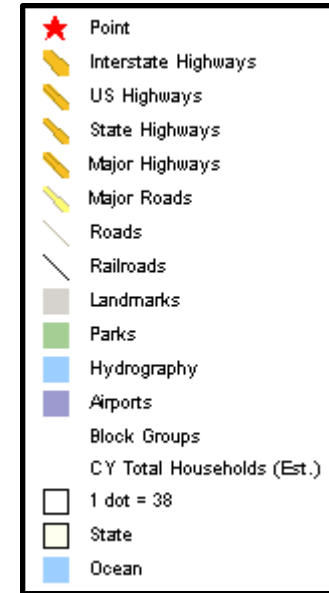 Point
Interstate Highways
US Highways
State Highways
Major Highways
Major Roads
Roads
Railroads
Landmarks
Parks
Hydrography
Airports
Block Groups
CY Total Households (Est.)
1 dot = 38
State
Ocean